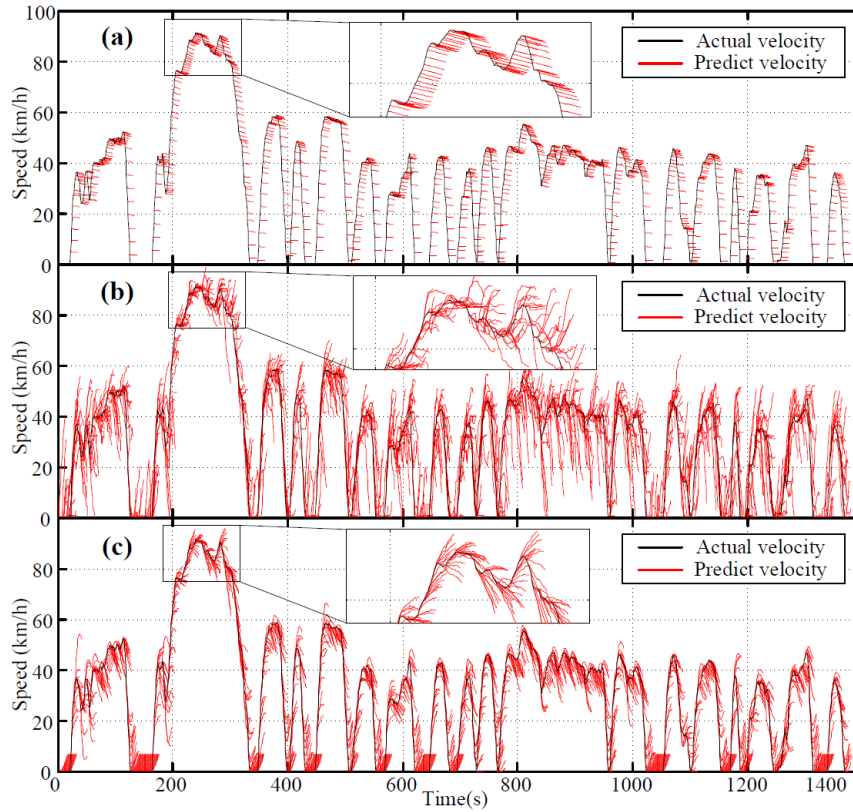 100
(a)
Actual velocity
Predict velocity
80
60
Speed (km/h)
40
20
0
(b)
Actual velocity
Predict velocity
80
60
Speed (km/h)
40
20
0
(c)
Actual velocity
Predict velocity
80
60
Speed (km/h)
40
20
0
0 200 400 600 800 1000 1200 1400
Time(s)